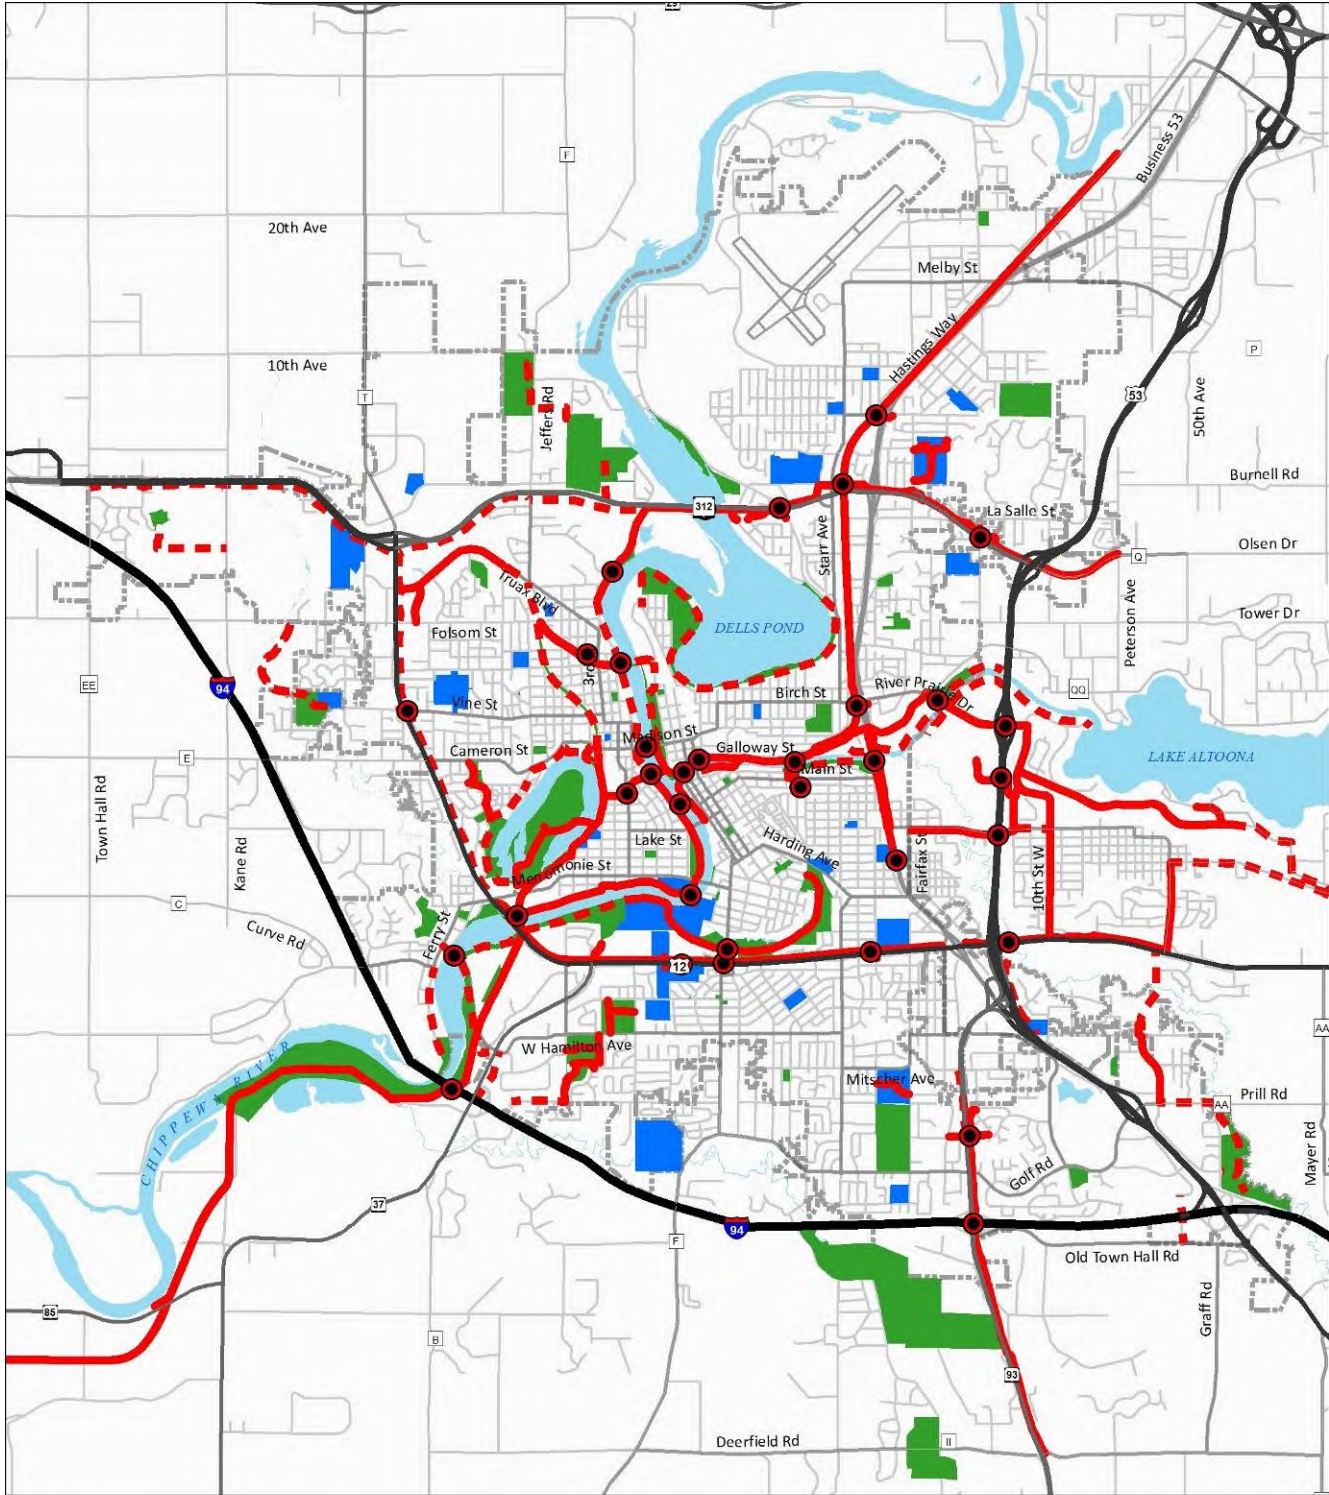 29
F
Business 53
20th Ave
Melby St
Hastings Way
10th Ave
P
53
T
Jeffers Rd
50th Ave
Burnell Rd
312
La Salle St
Starr Ave
Olsen Dr
Q
Truax Blvd
Tower Dr
Folsom St
DELLS POND
Peterson Ave
EE
94
3rd
Birch St
River Prairie Dr
QQ
Vine St
Madison St
Cameron St
Galloway St
E
LAKE ALTOONA
Main St
Town Hall Rd
Lake St
Harding Ave
Kane Rd
Menomonie St
Fairfax St
10th St W
C
Curve Rd
Ferry St
12
AA
CHIPPEWA RIVER
W Hamilton Ave
Mitscher Ave
Prill Rd
AA
Mayer Rd
Golf Rd
37
94
F
Old Town Hall Rd
85
Graff Rd
B
93
Deerfield Rd
II